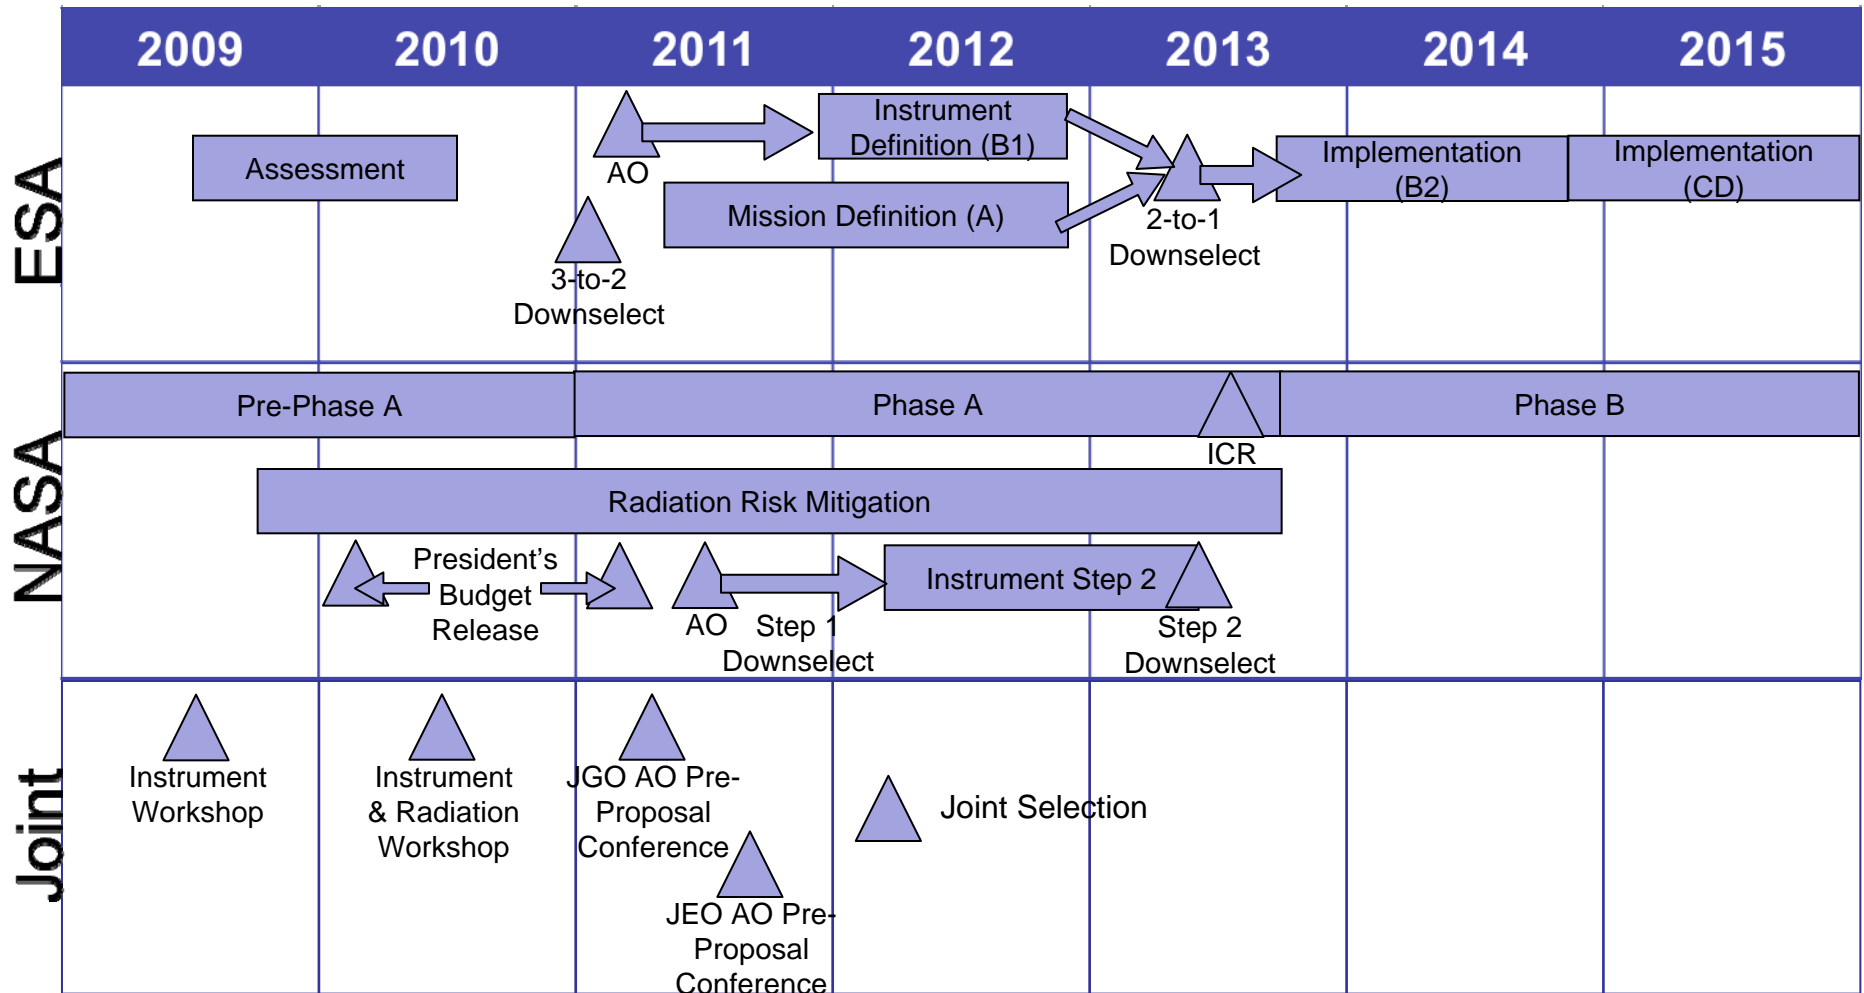 2009 2010 2011 2012 2013 2014 2015
ESA
Assessment
AO
3-to-2
Downselect
Instrument
Definition (B1)
Mission Definition (A)
2-to-1
Downselect
Implementation
(B2)
Implementation
(CD)
NASA
Pre-Phase A
Phase A
ICR
Phase B
Radiation Risk Mitigation
President’s
Budget
Release
AO
Step 1
Downselect
Instrument Step 2
Step 2
Downselect
Joint
Instrument
Workshop
Instrument
& Radiation
Workshop
JGO AO Pre-
Proposal
Conference
JEO AO Pre-
Proposal
Conference
Joint Selection